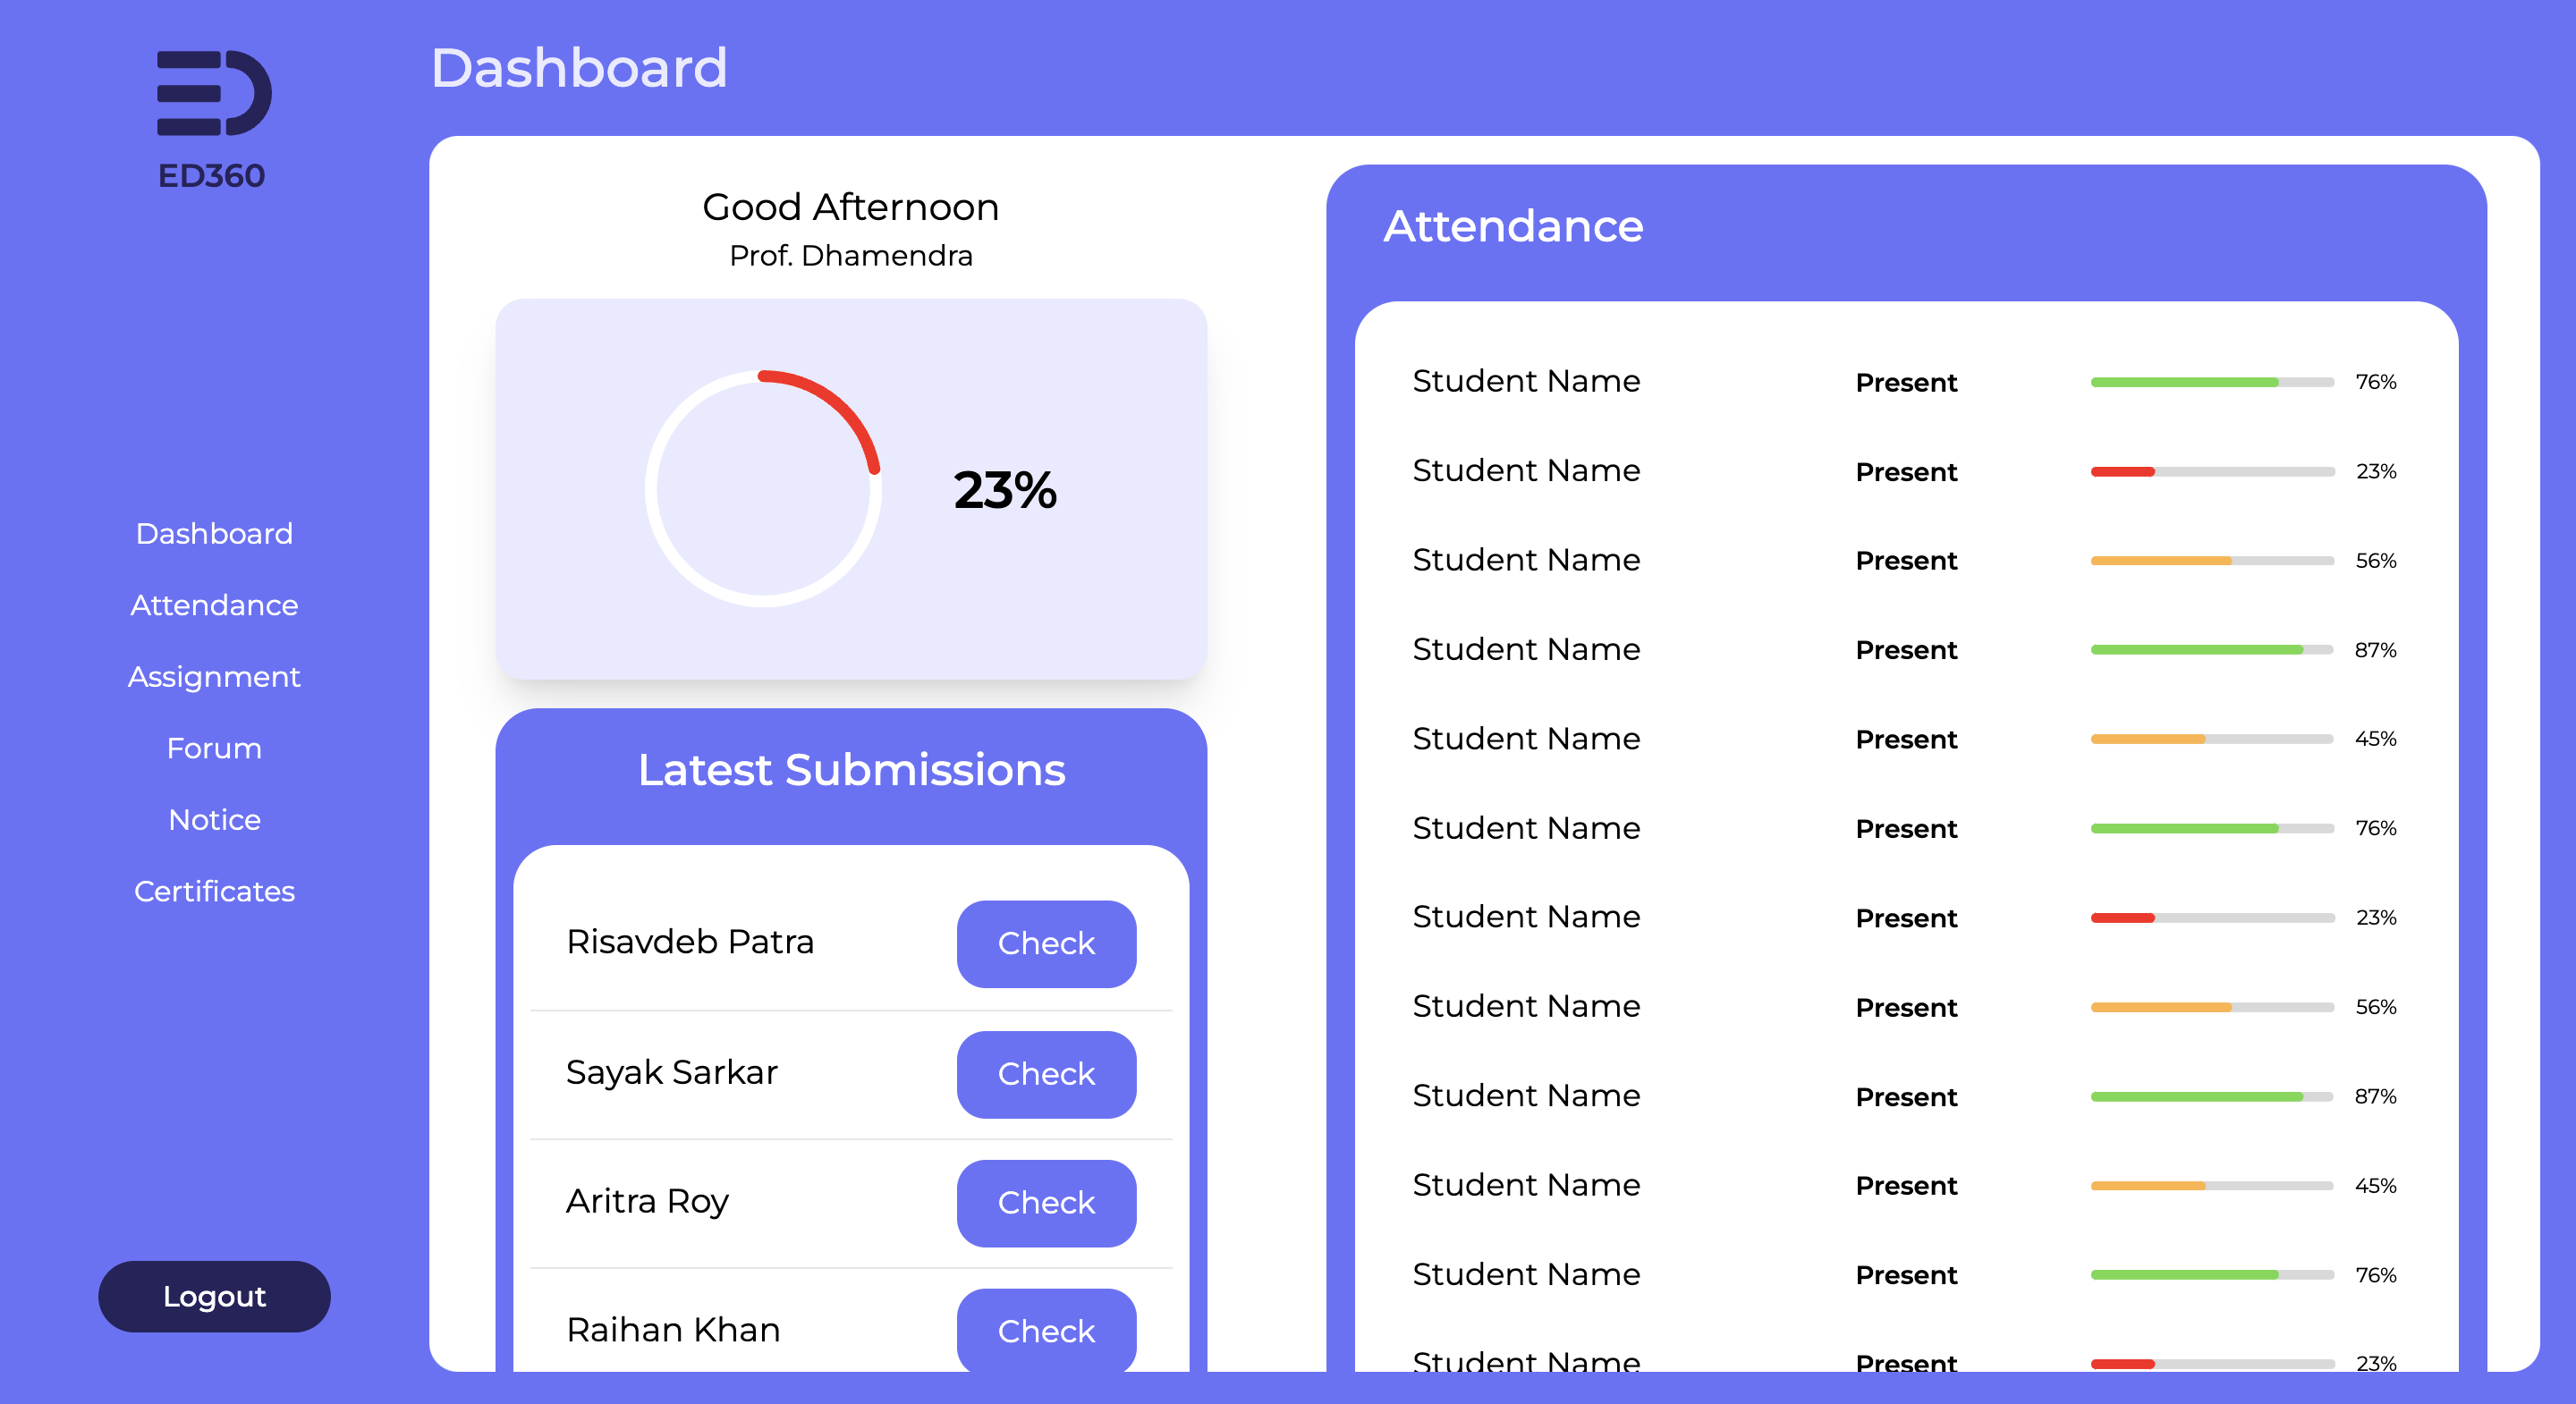 ED360
Dashboard
Attendance
Assignment
Forum
Notice
Certificates
Logout
Dashboard
Good Afternoon
Prof. Dhamendra
23%
Latest Submissions
Risavdeb Patra Check
Sayak Sarkar Check
Aritra Roy Check
Raihan Khan Check
Attendance
Student Name Present 76%
Student Name Present 23%
Student Name Present 56%
Student Name Present 87%
Student Name Present 45%
Student Name Present 76%
Student Name Present 23%
Student Name Present 56%
Student Name Present 87%
Student Name Present 45%
Student Name Present 76%
Student Name Present 23%